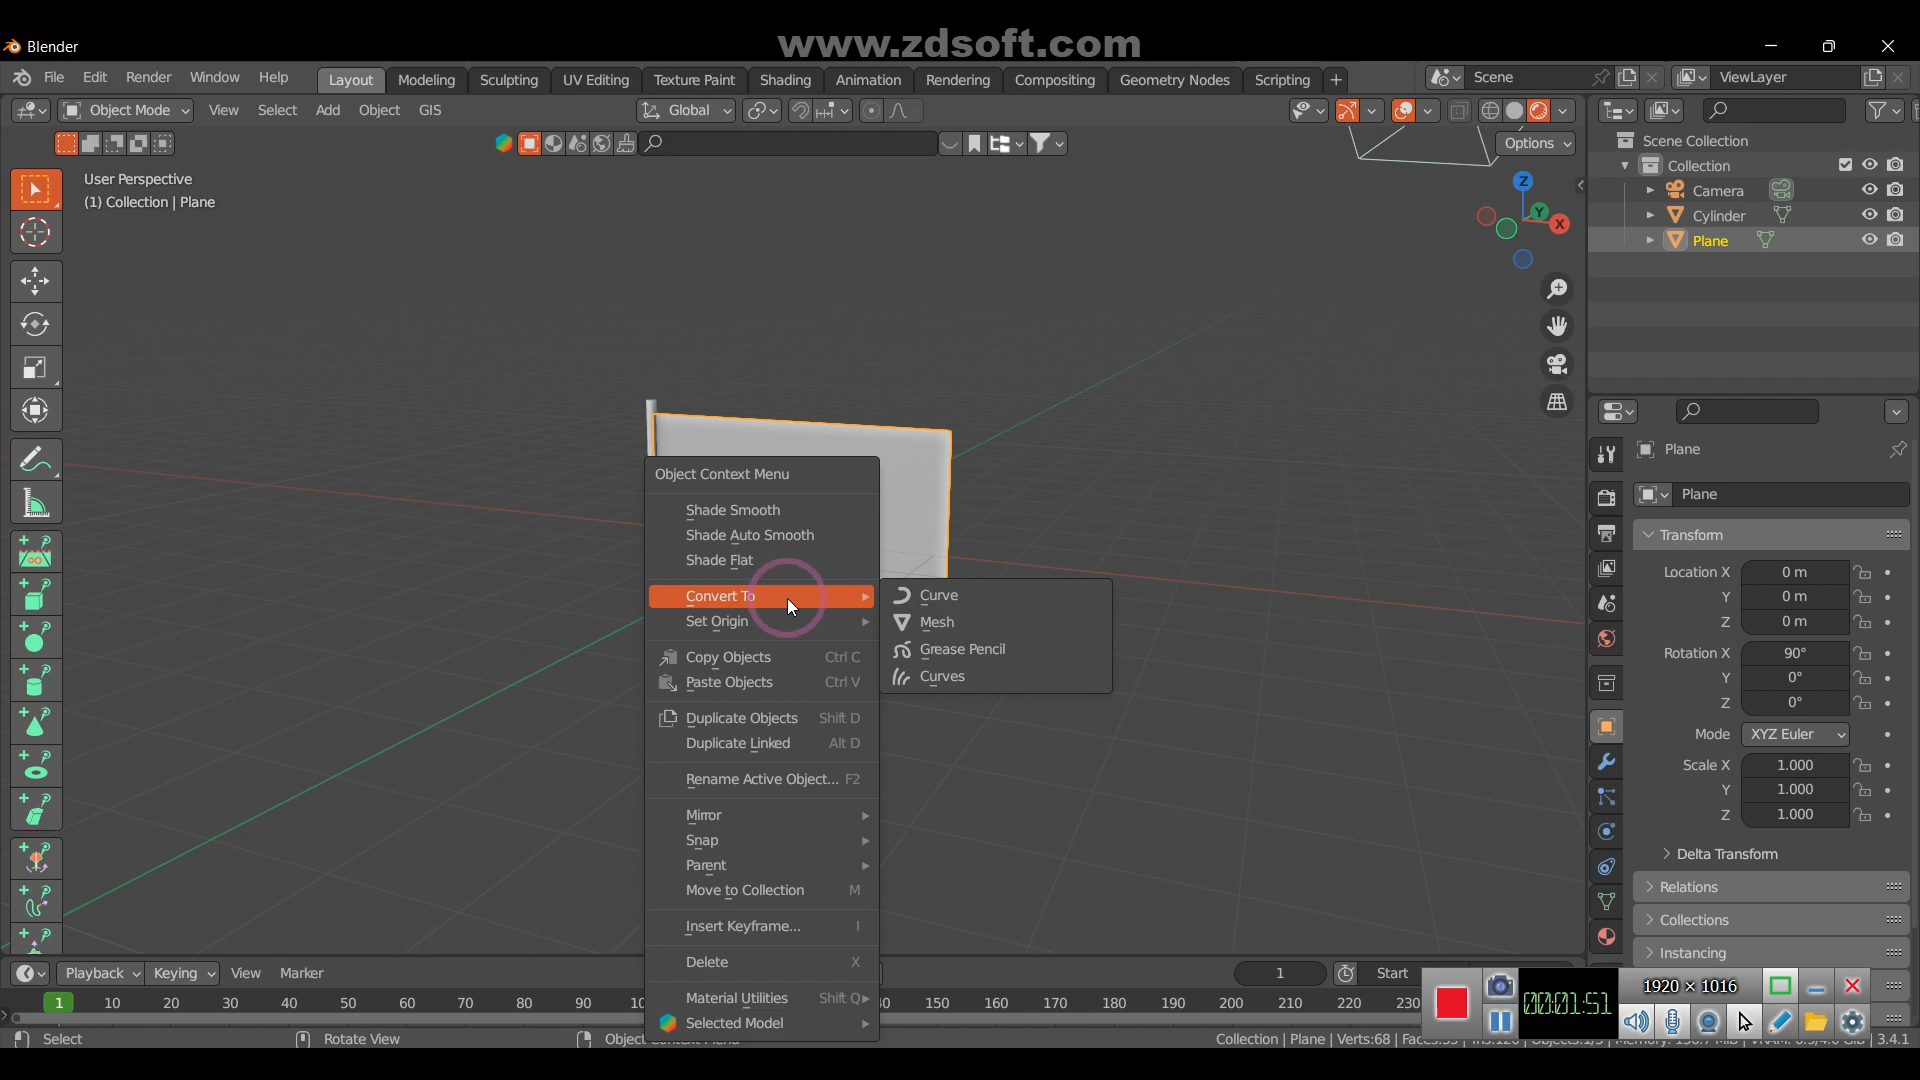 www.zdsoft.com
Blender
File Edit Render Window Help
Layout Modeling Sculpting UV Editing Texture Paint Shading Animation Rendering Compositing Geometry Nodes Scripting +
Scene
ViewLayer
Object Mode View Select Add Object GIS
Global
Options
User Perspective
(1) Collection | Plane
Z
Y
X
Scene Collection
Collection
Camera
Cylinder
Plane
Object Context Menu
Shade Smooth
Shade Auto Smooth
Shade Flat
Convert To
Set Origin
Copy Objects Ctrl C
Paste Objects Ctrl V
Duplicate Objects Shift D
Duplicate Linked Alt D
Rename Active Object... F2
Mirror
Snap
Parent
Move to Collection M
Insert Keyframe... I
Delete X
Material Utilities Shift Q
Selected Model
Curve
Mesh
Grease Pencil
Curves
Plane
Plane
Transform
Location X 0 m
Y 0 m
Z 0 m
Rotation X 90°
Y 0°
Z 0°
Mode XYZ Euler
Scale X 1.000
Y 1.000
Z 1.000
Delta Transform
Relations
Collections
Instancing
Playback Keying View Marker
1 Start
1 10 20 30 40 50 60 70 80 90 150 160 170 180 190 200 210 220 230
1920 × 1016
00:01:51
Select Rotate View
Collection | Plane | Verts:68 | 3.4.1